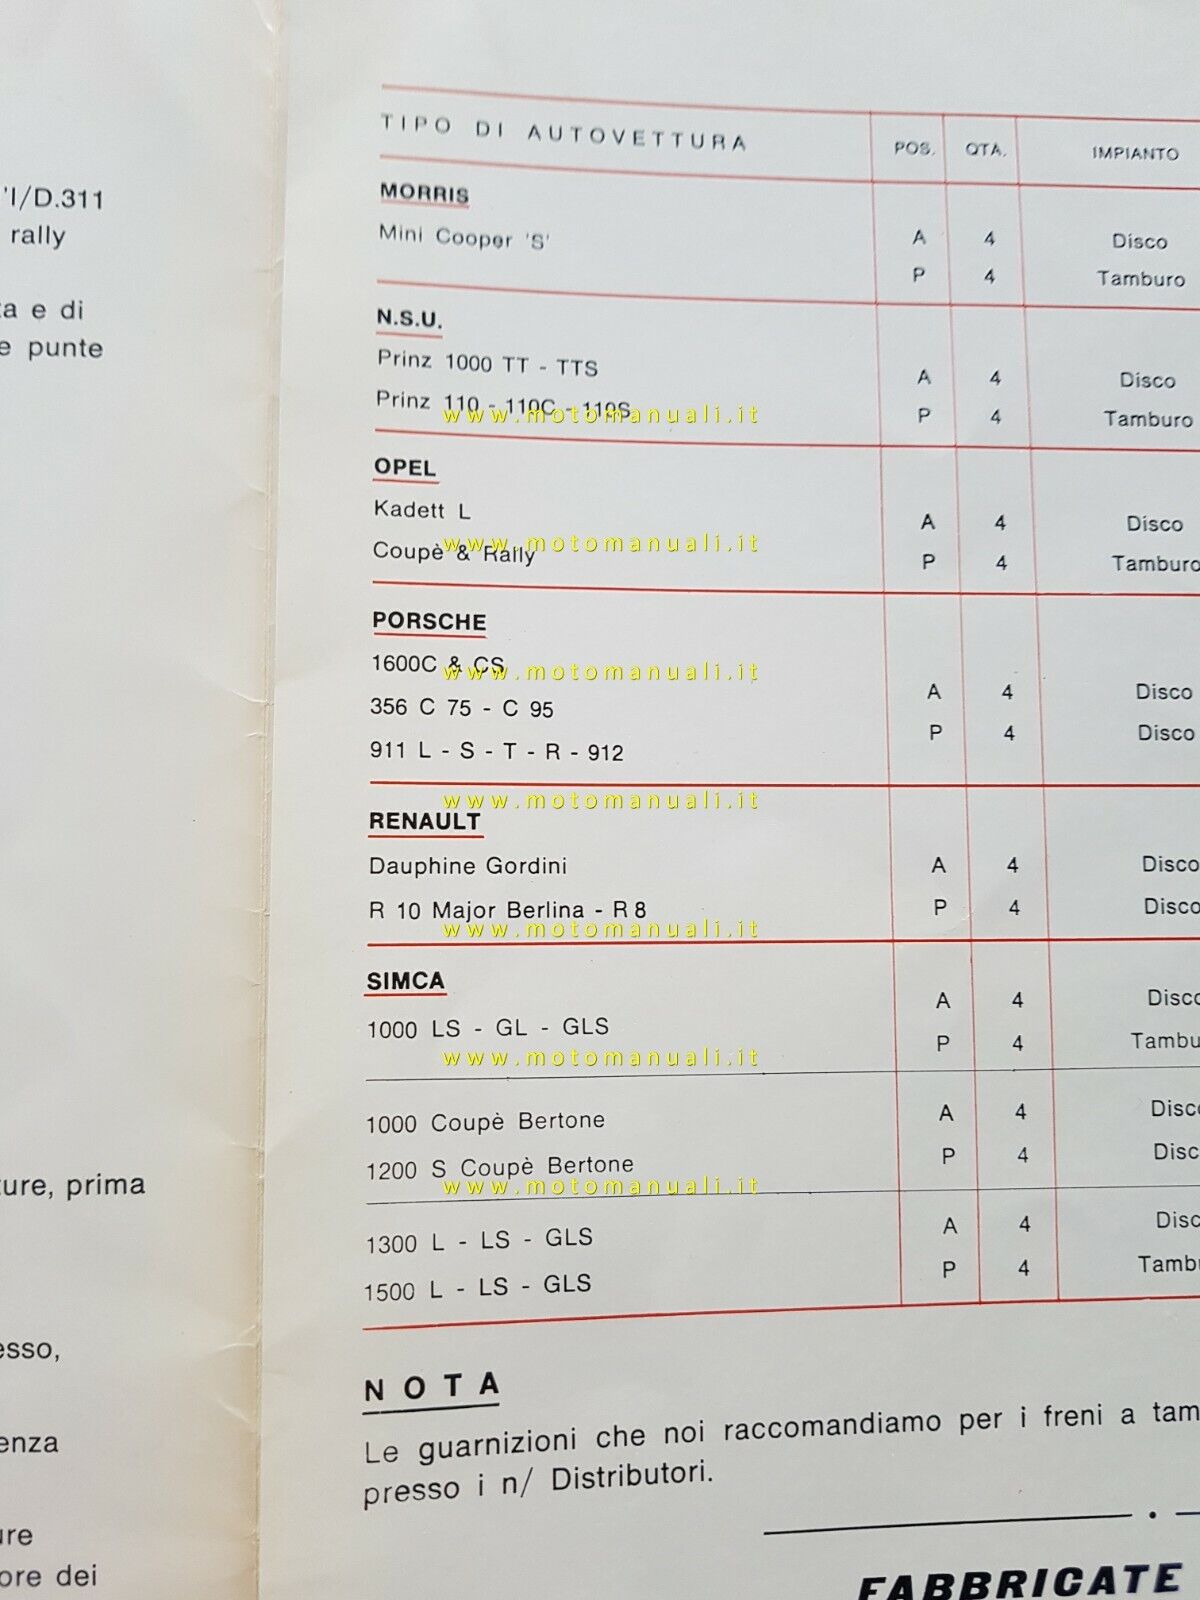 'I/D.311
rally
a e di
e punte
ture, prima
esso,
enza
ure
ore dei
TIPO DI AUTOVETTURA POS. QTA. IMPIANTO
MORRIS
Mini Cooper 'S' A 4 Disco
P 4 Tamburo
N.S.U.
Prinz 1000 TT - TTS A 4 Disco
Prinz 110 - 110C - 110S P 4 Tamburo
www.motomanuali.it
OPEL
Kadett L A 4 Disco
Coupè & Rally P 4 Tamburo
www.motomanuali.it
PORSCHE
1600C & CS
www.motomanuali.it
356 C 75 - C 95 A 4 Disco
911 L - S - T - R - 912 P 4 Disco
www.motomanuali.it
RENAULT
Dauphine Gordini A 4 Disco
R 10 Major Berlina - R 8 P 4 Disco
www.motomanuali.it
SIMCA
1000 LS - GL - GLS A 4 Disc
P 4 Tambu
www.motomanuali.it
1000 Coupè Bertone A 4 Disc
1200 S Coupè Bertone P 4 Disc
www.motomanuali.it
1300 L - LS - GLS A 4 Disc
1500 L - LS - GLS P 4 Tambu
NOTA
Le guarnizioni che noi raccomandiamo per i freni a tam
presso i n/ Distributori.
FABBRICATE